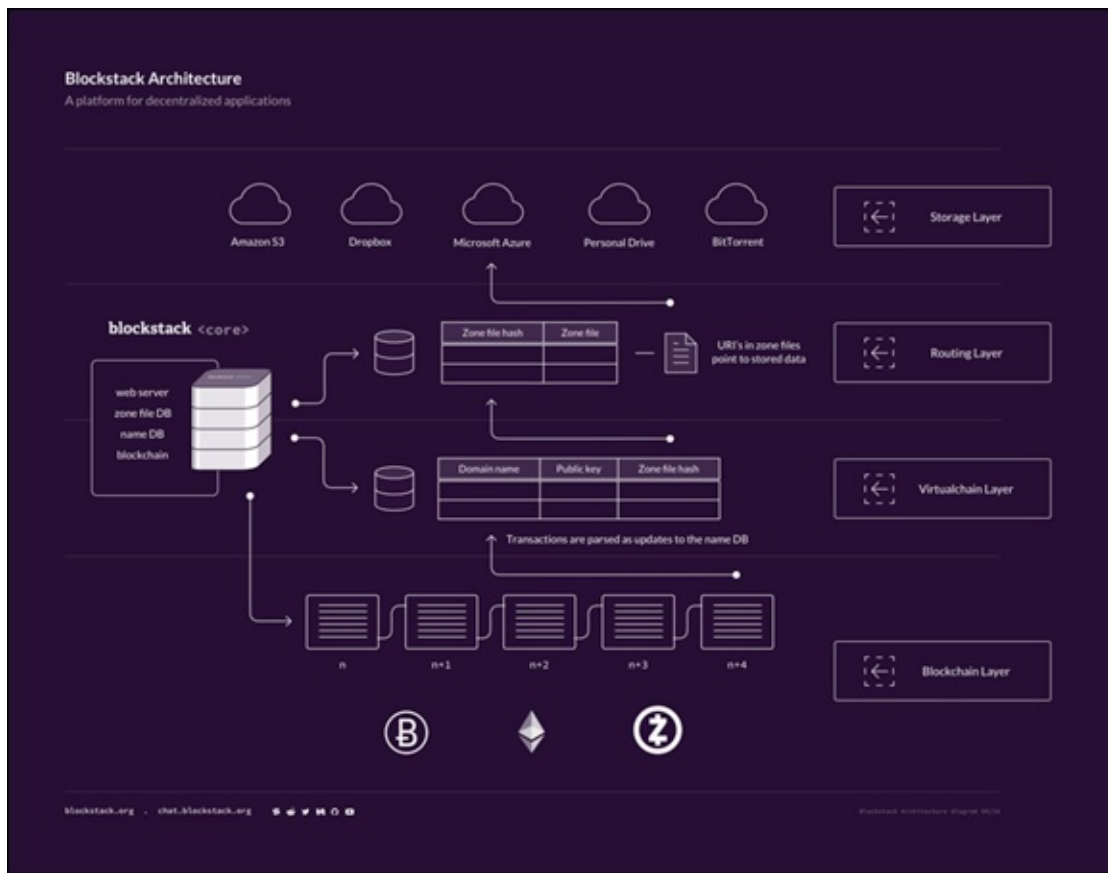 Blockstack Architecture
A platform for decentralized applications
Amazon S3
Dropbox
Microsoft Azure
Personal Drive
BitTorrent
Storage Layer
blockstack <core>
web server
zone file DB
name DB
blockchain
Zone file hash
Zone file
URI's in zone files
point to stored data
Routing Layer
Domain name
Public key
Zone file hash
Virtualchain Layer
Transactions are parsed as updates to the name DB
n
n+1
n+2
n+3
n+4
Blockchain Layer
blockstack.org . chat.blockstack.org
Blockstack Architecture diagram